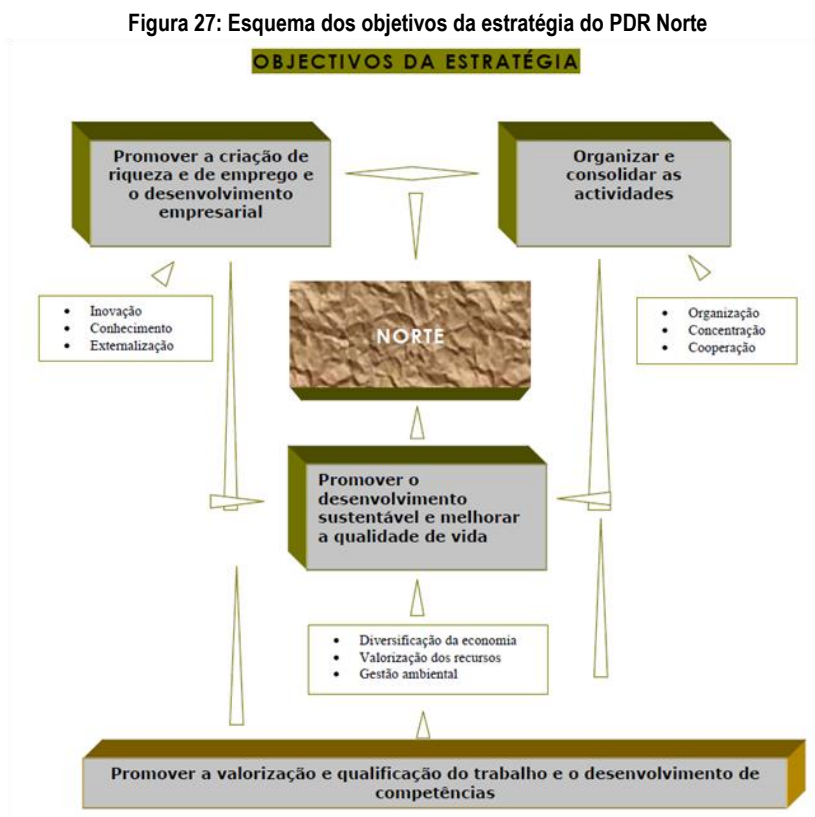 Figura 27: Esquema dos objetivos da estratégia do PDR Norte
OBJECTIVOS DA ESTRATÉGIA
Promover a criação de
riqueza e de emprego e
o desenvolvimento
empresarial
Organizar e
consolidar as
actividades
• Inovação
• Conhecimento
• Externalização
NORTE
• Organização
• Concentração
• Cooperação
Promover o
desenvolvimento
sustentável e melhorar
a qualidade de vida
• Diversificação da economia
• Valorização dos recursos
• Gestão ambiental
Promover a valorização e qualificação do trabalho e o desenvolvimento de
competências